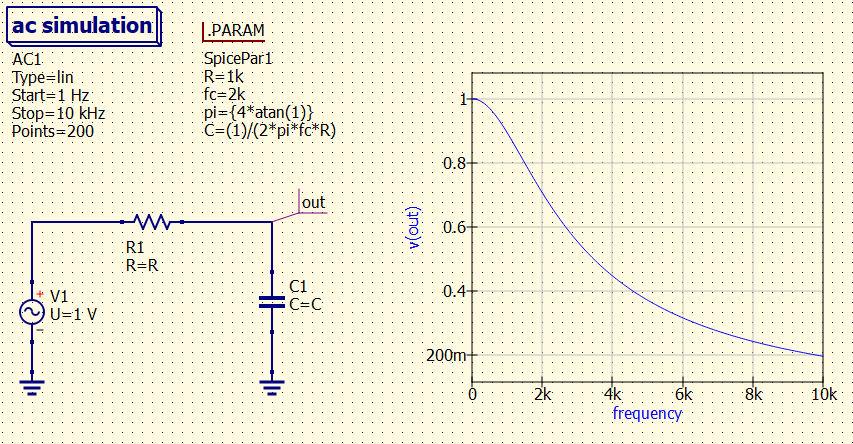 ac simulation
AC1
Type=lin
Start=1 Hz
Stop=10 kHz
Points=200
.PARAM
SpicePar1
R=1k
fc=2k
pi={4*atan(1)}
C=(1)/(2*pi*fc*R)
out
R1
R=R
+
V1
U=1 V
−
C1
C=C
v(out)
1
0.8
0.6
0.4
200m
0 2k 4k 6k 8k 10k
frequency